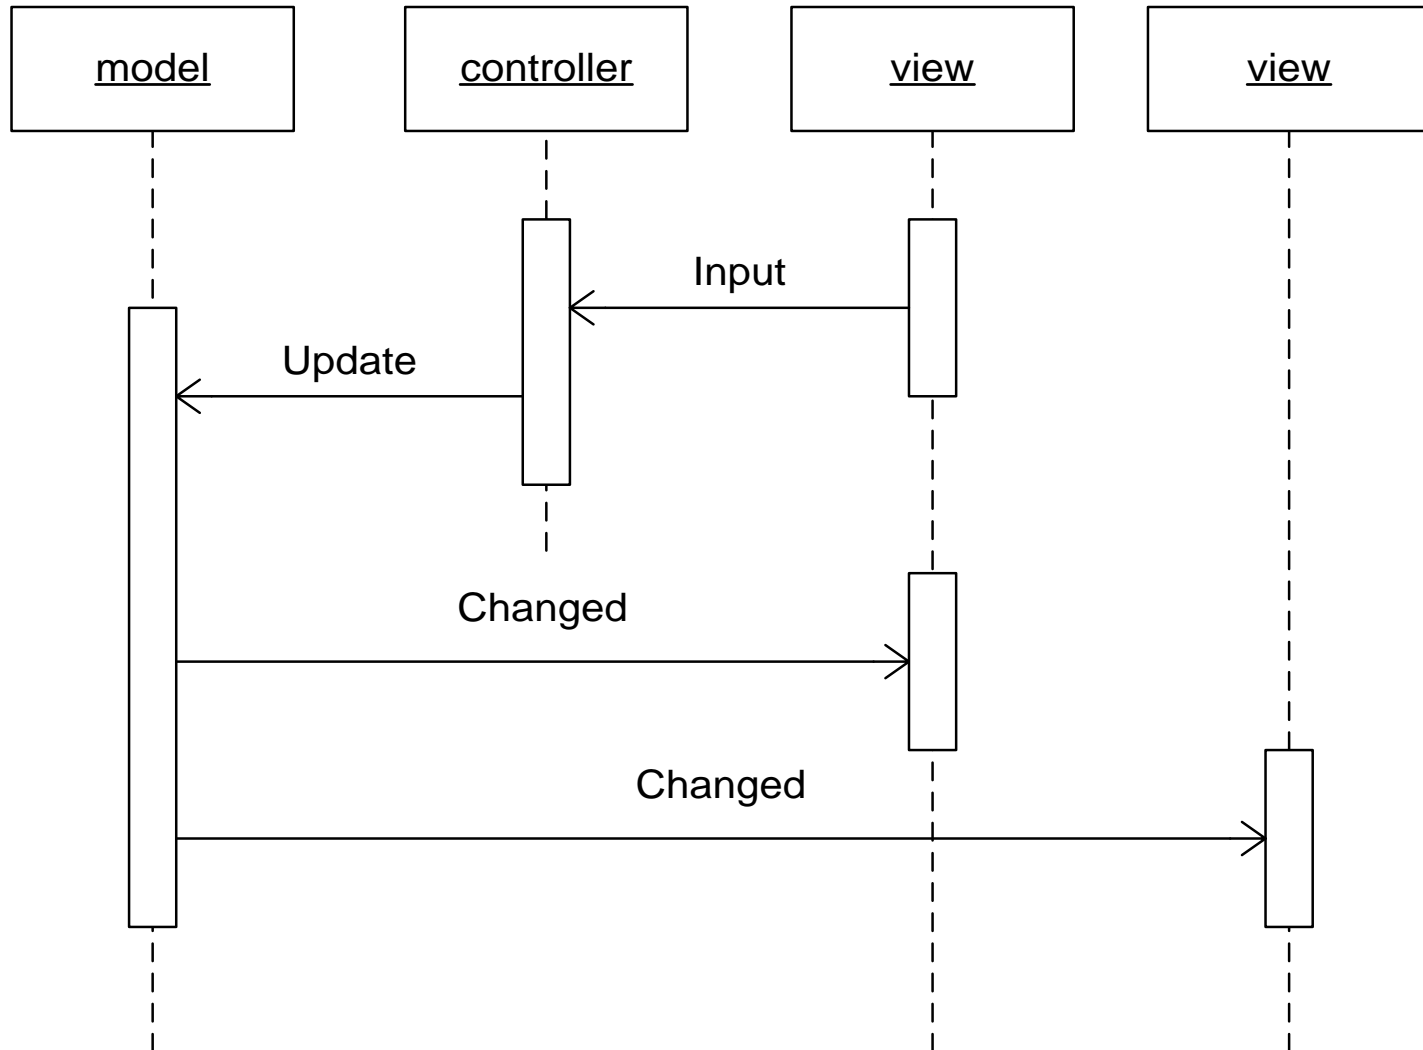 model
controller
view
view
Input
Update
Changed
Changed